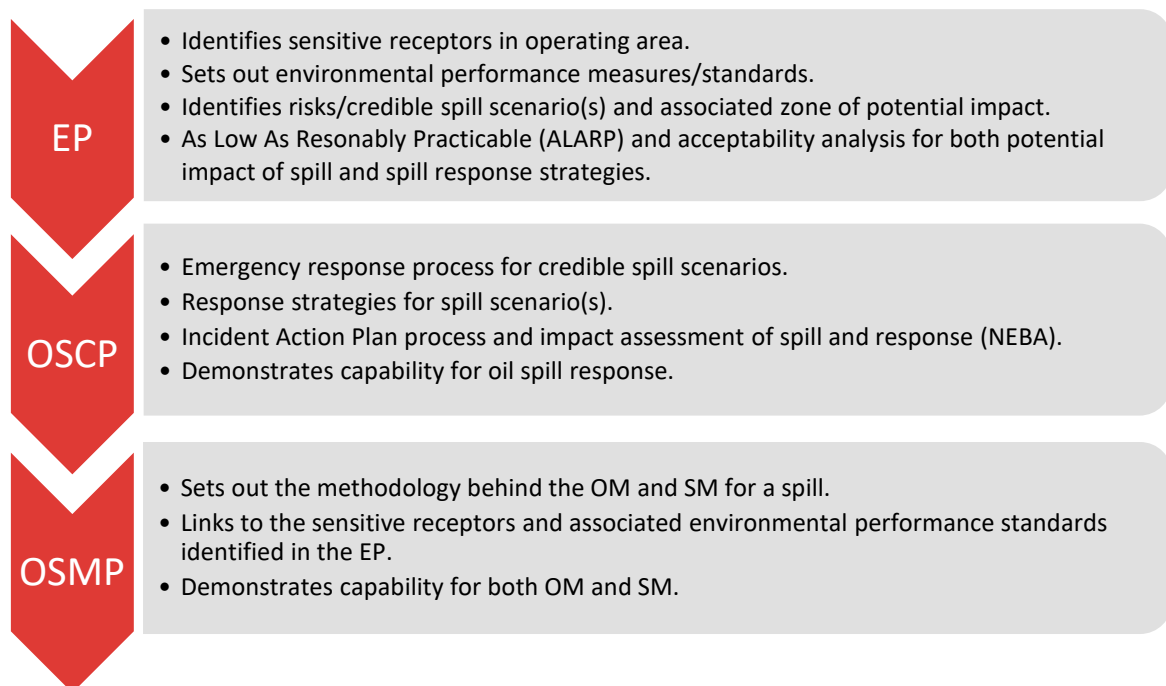 EP
• Identifies sensitive receptors in operating area.
• Sets out environmental performance measures/standards.
• Identifies risks/credible spill scenario(s) and associated zone of potential impact.
• As Low As Resonably Practicable (ALARP) and acceptability analysis for both potential
impact of spill and spill response strategies.
OSCP
• Emergency response process for credible spill scenarios.
• Response strategies for spill scenario(s).
• Incident Action Plan process and impact assessment of spill and response (NEBA).
• Demonstrates capability for oil spill response.
OSMP
• Sets out the methodology behind the OM and SM for a spill.
• Links to the sensitive receptors and associated environmental performance standards
identified in the EP.
• Demonstrates capability for both OM and SM.